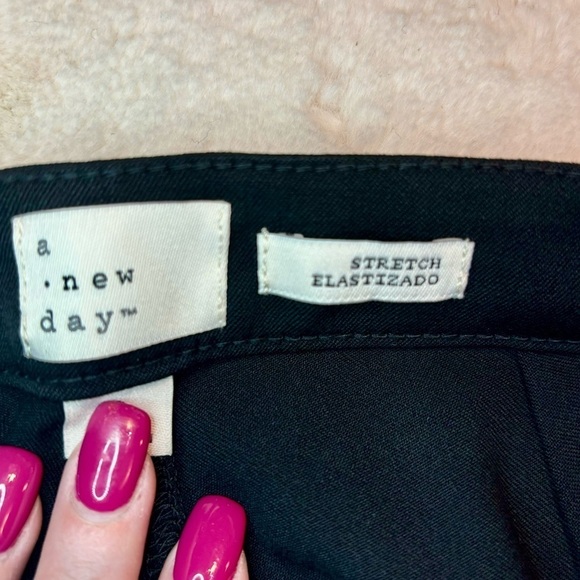 a
·new
day™
STRETCH
ELASTIZADO